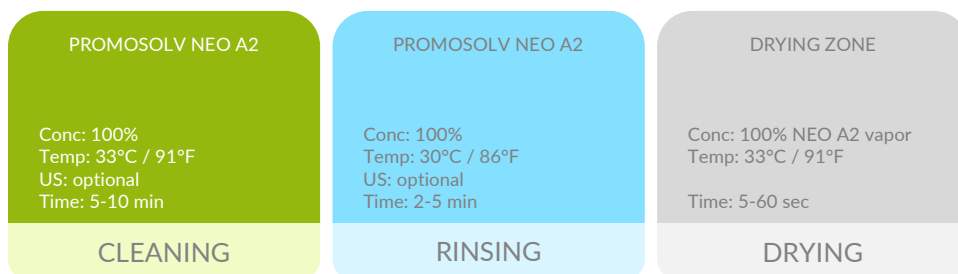 PROMOSOLV NEO A2
Conc: 100%
Temp: 33°C / 91°F
US: optional
Time: 5-10 min
CLEANING
PROMOSOLV NEO A2
Conc: 100%
Temp: 30°C / 86°F
US: optional
Time: 2-5 min
RINSING
DRYING ZONE
Conc: 100% NEO A2 vapor
Temp: 33°C / 91°F
Time: 5-60 sec
DRYING